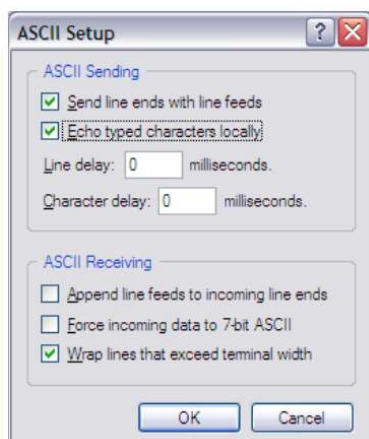 ASCII Setup
ASCII Sending
Send line ends with line feeds
Echo typed characters locally
Line delay: 0 milliseconds.
Character delay: 0 milliseconds.
ASCII Receiving
Append line feeds to incoming line ends
Force incoming data to 7-bit ASCII
Wrap lines that exceed terminal width
OK Cancel